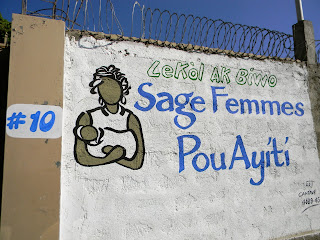 Lekòl Ak Biwo
Sage Femmes
Pou Ayiti
#10